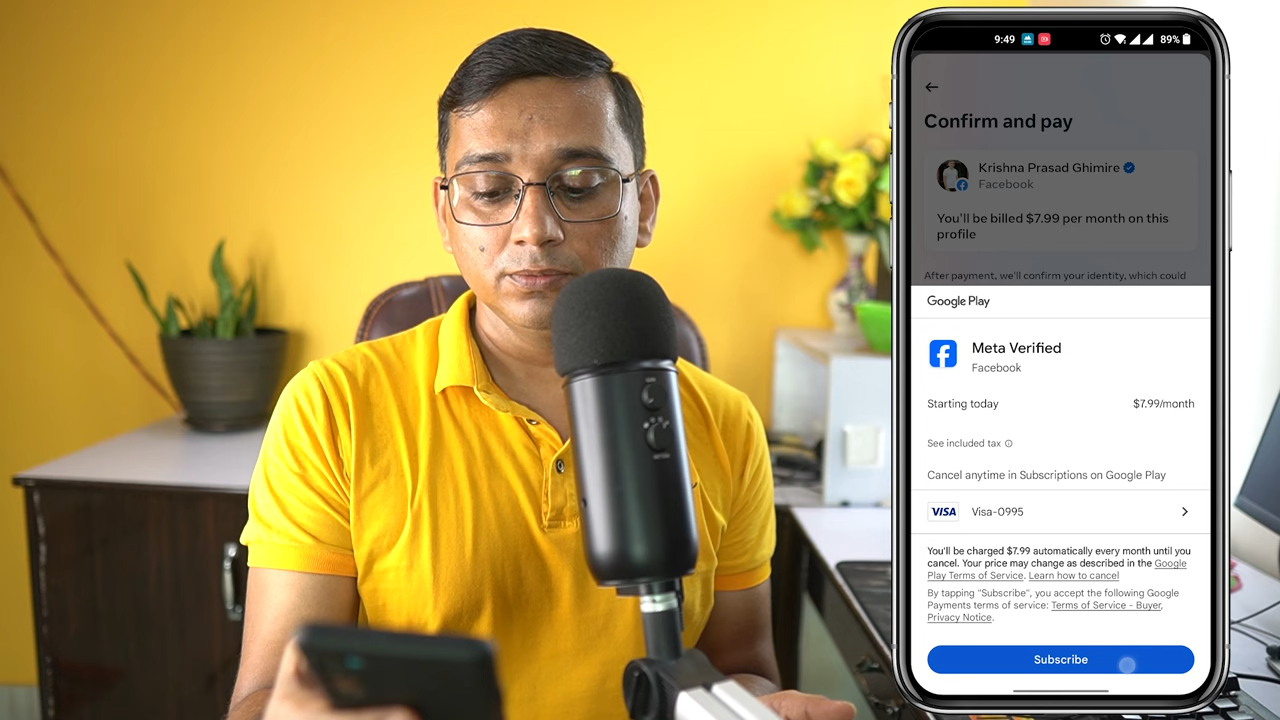 9:49
89%
Confirm and pay
Krishna Prasad Ghimire
Facebook
You'll be billed $7.99 per month on this
profile
After payment, we'll confirm your identity, which could
Google Play
Meta Verified
Facebook
Starting today $7.99/month
See included tax
Cancel anytime in Subscriptions on Google Play
VISA Visa-0995
You'll be charged $7.99 automatically every month until you
cancel. Your price may change as described in the Google
Play Terms of Service. Learn how to cancel
By tapping "Subscribe", you accept the following Google
Payments terms of service: Terms of Service - Buyer,
Privacy Notice.
Subscribe